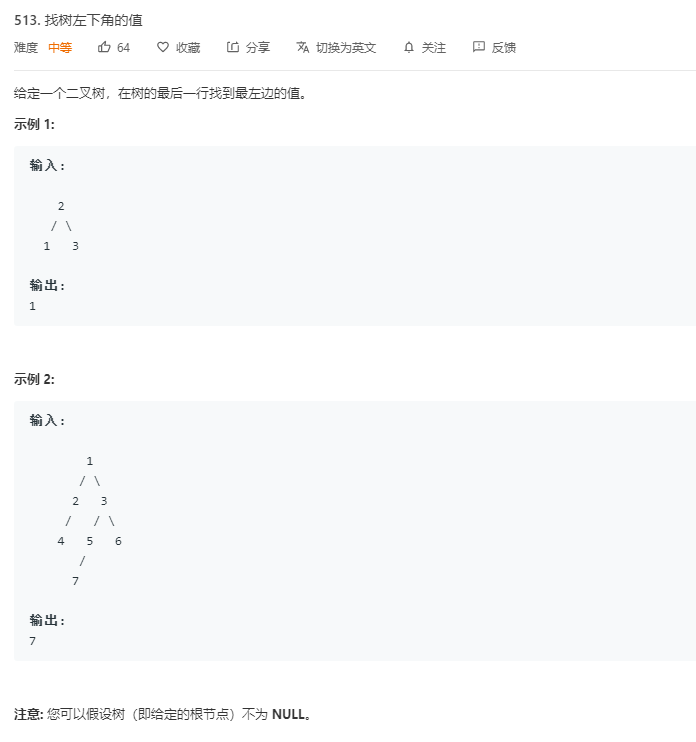 513. 找树左下角的值
难度 中等 64 收藏 分享 切换为英文 关注 反馈
给定一个二叉树，在树的最后一行找到最左边的值。
示例 1:
输入:
2
/ \
1 3
输出:
1
示例 2:
输入:
1
/ \
2 3
/ / \
4 5 6
/
7
输出:
7
注意: 您可以假设树（即给定的根节点）不为 NULL。